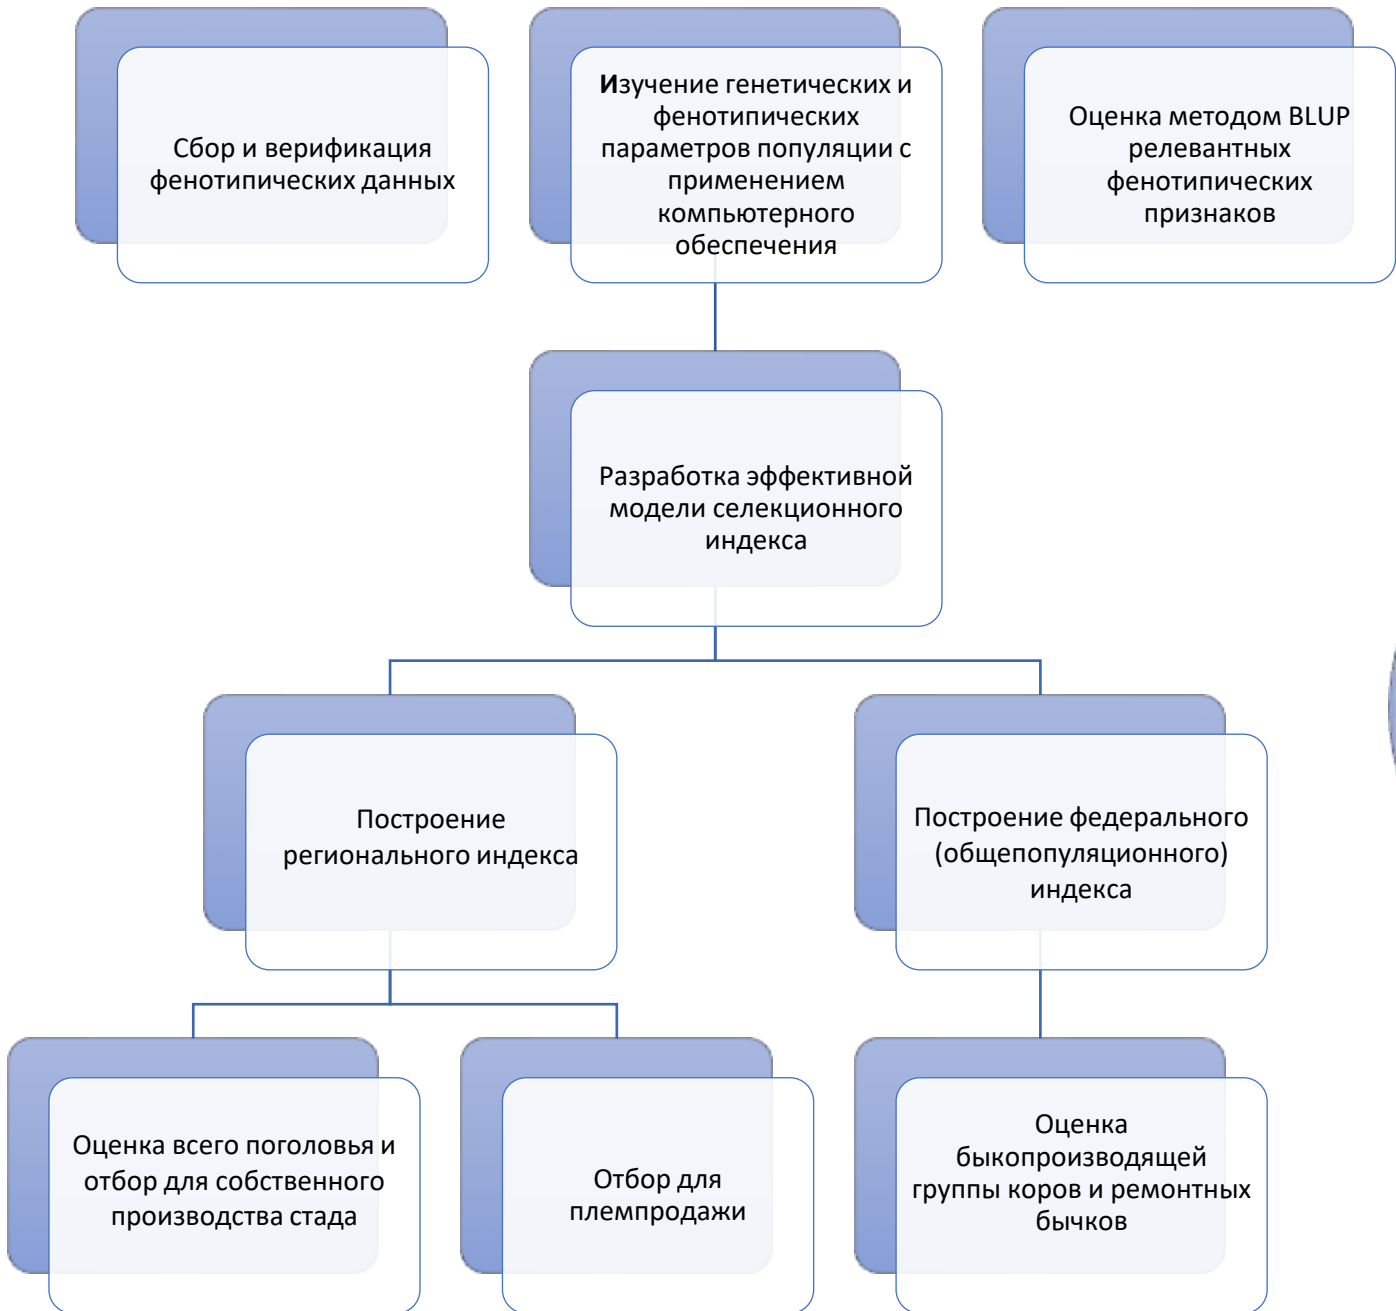 Сбор и верификация
фенотипических данных
Изучение генетических и
фенотипических
параметров популяции с
применением
компьютерного
обеспечения
Оценка методом BLUP
релевантных
фенотипических
признаков
Разработка эффективной
модели селекционного
индекса
Построение
регионального индекса
Построение федерального
(общепопуляционного)
индекса
Оценка всего поголовья и
отбор для собственного
производства стада
Отбор для
племпродажи
Оценка
быкопроизводящей
группы коров и ремонтных
бычков